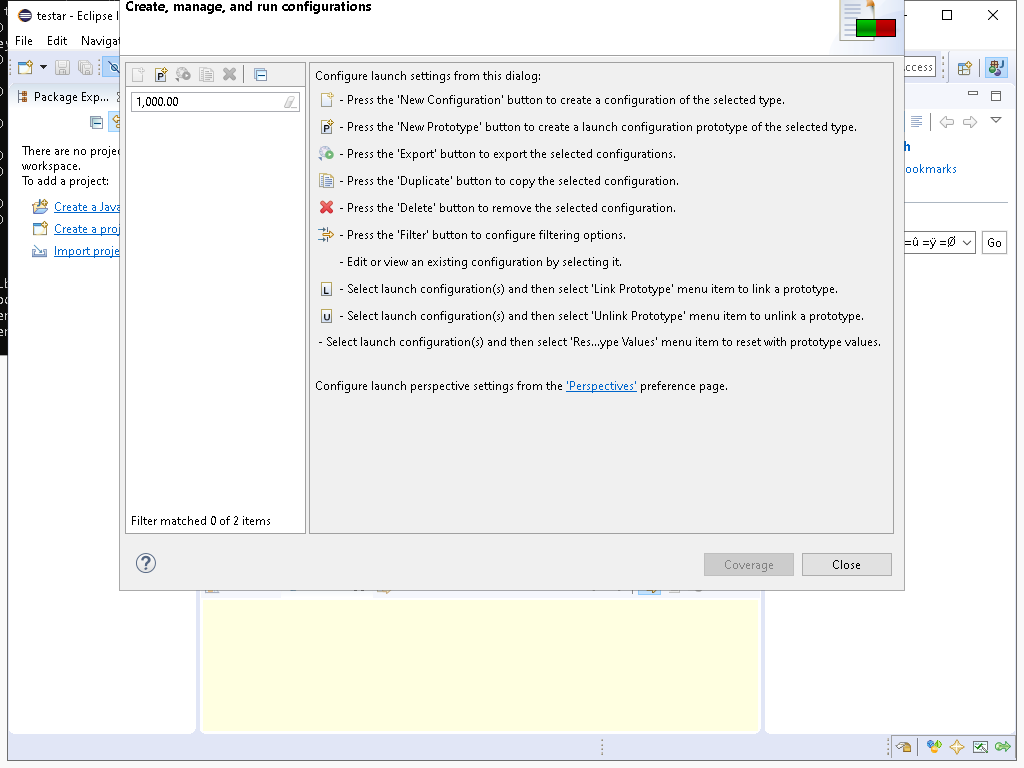 testar - Eclipse I
Create, manage, and run configurations
File Edit Navigat
ccess
Package Exp...
1,000.00
Configure launch settings from this dialog:
- Press the 'New Configuration' button to create a configuration of the selected type.
- Press the 'New Prototype' button to create a launch configuration prototype of the selected type.
- Press the 'Export' button to export the selected configurations.
- Press the 'Duplicate' button to copy the selected configuration.
- Press the 'Delete' button to remove the selected configuration.
- Press the 'Filter' button to configure filtering options.
- Edit or view an existing configuration by selecting it.
- Select launch configuration(s) and then select 'Link Prototype' menu item to link a prototype.
- Select launch configuration(s) and then select 'Unlink Prototype' menu item to unlink a prototype.
- Select launch configuration(s) and then select 'Res...ype Values' menu item to reset with prototype values.
Configure launch perspective settings from the 'Perspectives' preference page.
There are no projec
workspace.
To add a project:
Create a Java
Create a proj
Import proje
h
ookmarks
=û =ÿ =Ø
Go
Filter matched 0 of 2 items
Coverage
Close